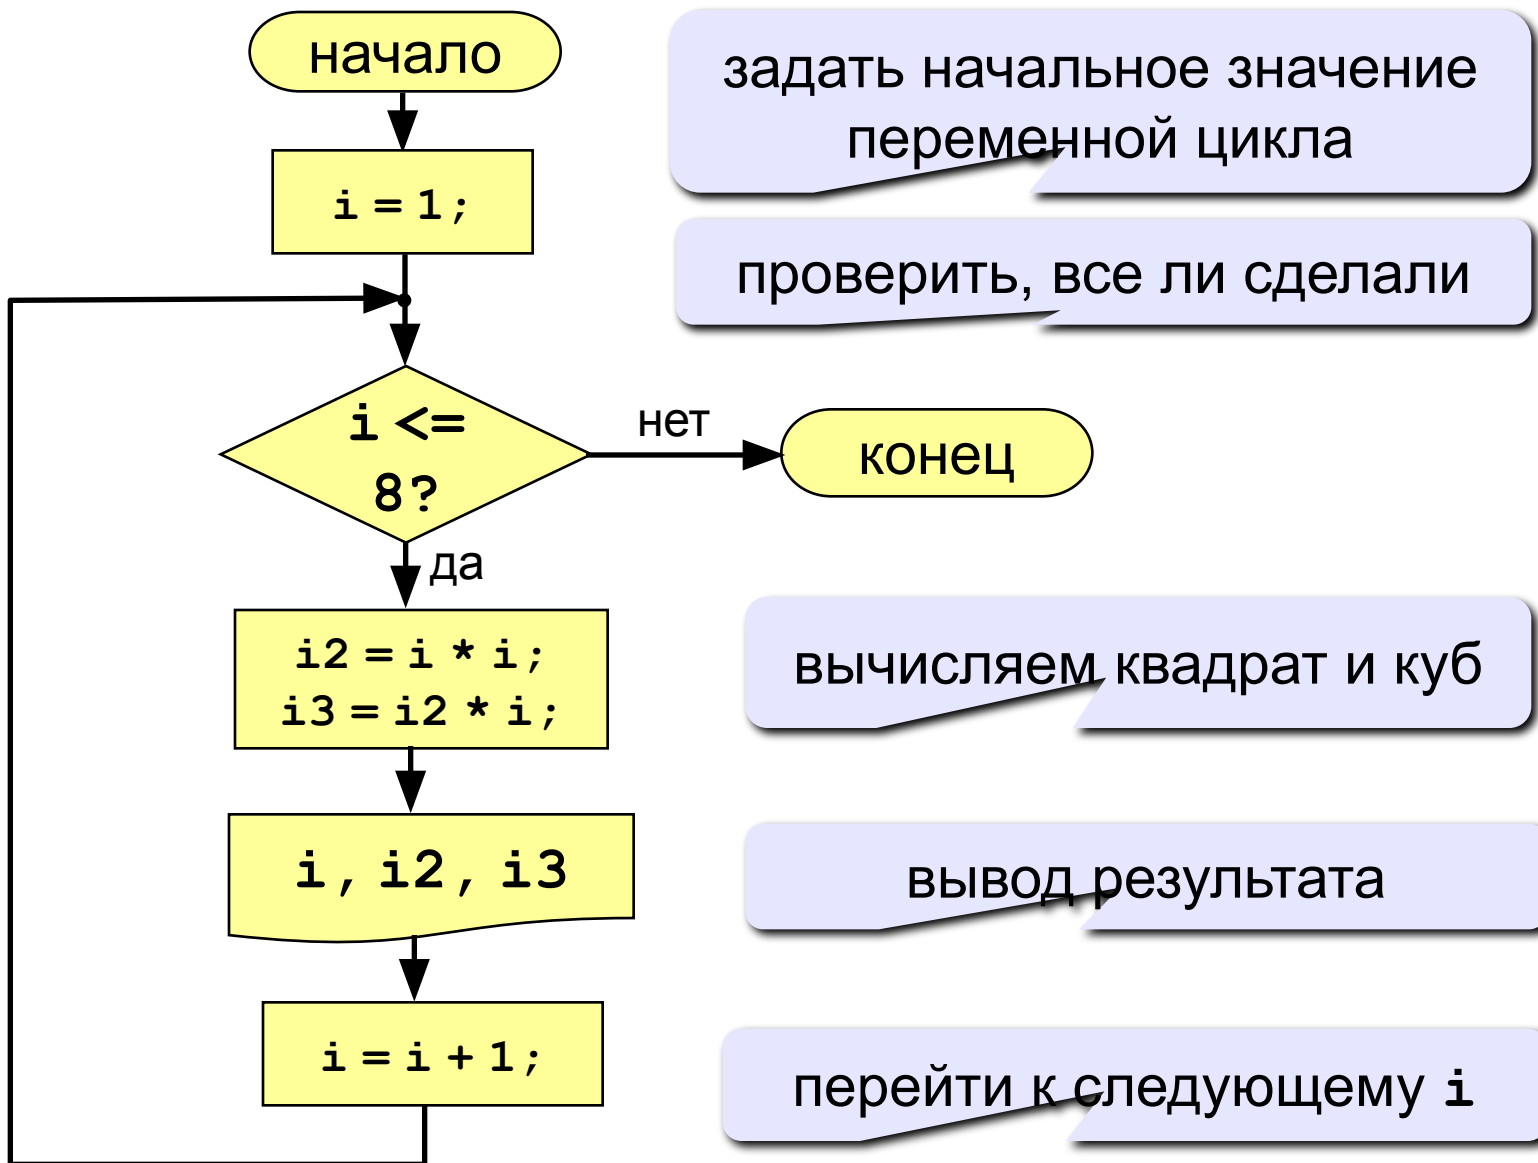 начало
задать начальное значение
переменной цикла
i = 1;
проверить, все ли сделали
i <=
8?
нет
конец
да
i2 = i * i;
i3 = i2 * i;
вычисляем квадрат и куб
i, i2, i3
вывод результата
i = i + 1;
перейти к следующему i